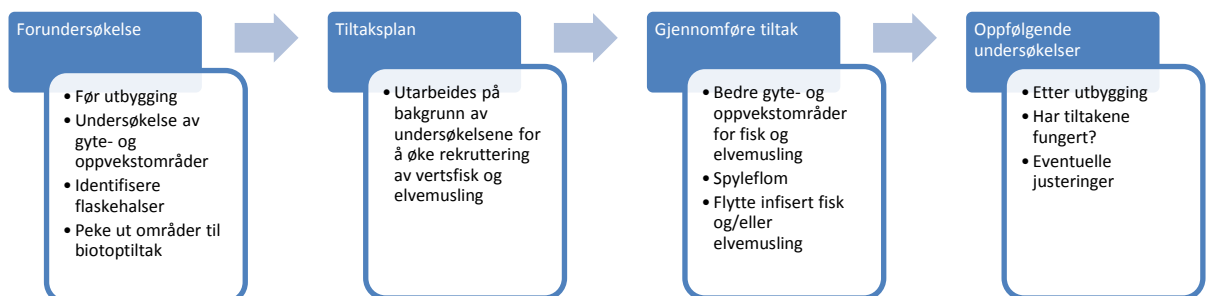 Forundersøkelse
• Før utbygging
• Undersøkelse av
gyte- og
oppvekstområder
• Identifisere
flaskehalser
• Peke ut områder til
biotoptiltak
Tiltaksplan
• Utarbeides på
bakgrunn av
undersøkelsene for
å øke rekruttering
av vertsfisk og
elvemusling
Gjennomføre tiltak
• Bedre gyte- og
oppvekstområder
for fisk og
elvemusling
• Spyleflom
• Flytte infisert fisk
og/eller
elvemusling
Oppfølgende
undersøkelser
• Etter utbygging
• Har tiltakene
fungert?
• Eventuelle
justeringer